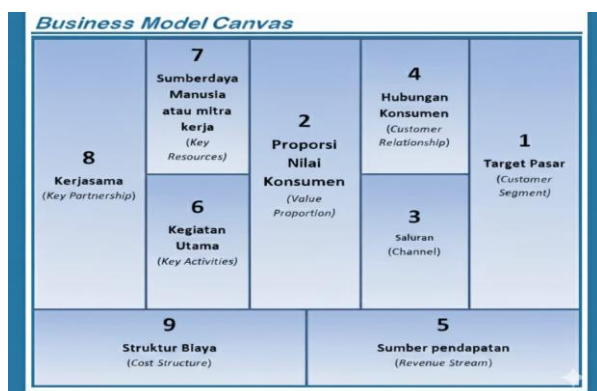 Business Model Canvas
8
Kerjasama
(Key Partnership)
7
Sumberdaya
Manusia
atau mitra
kerja
(Key
Resources)
6
Kegiatan
Utama
(Key Activities)
2
Proporsi
Nilai
Konsumen
(Value
Proportion)
4
Hubungan
Konsumen
(Customer
Relationship)
3
Saluran
(Channel)
1
Target Pasar
(Customer
Segment)
9
Struktur Biaya
(Cost Structure)
5
Sumber pendapatan
(Revenue Stream)